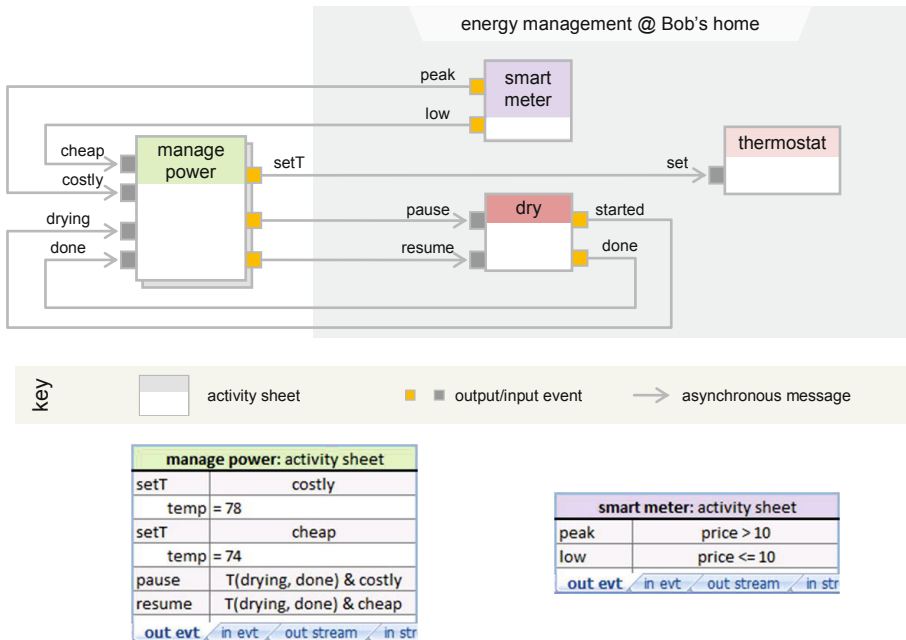 energy management @ Bob's home
peak
smart
meter
low
cheap
manage
power
setT
set
thermostat
costly
drying
pause
dry
started
done
resume
done
key
activity sheet
output/input event
asynchronous message
manage power: activity sheet
setT costly
temp = 78
setT cheap
temp = 74
pause T(drying, done) & costly
resume T(drying, done) & cheap
out evt in evt out stream in str
smart meter: activity sheet
peak price > 10
low price <= 10
out evt in evt out stream in str